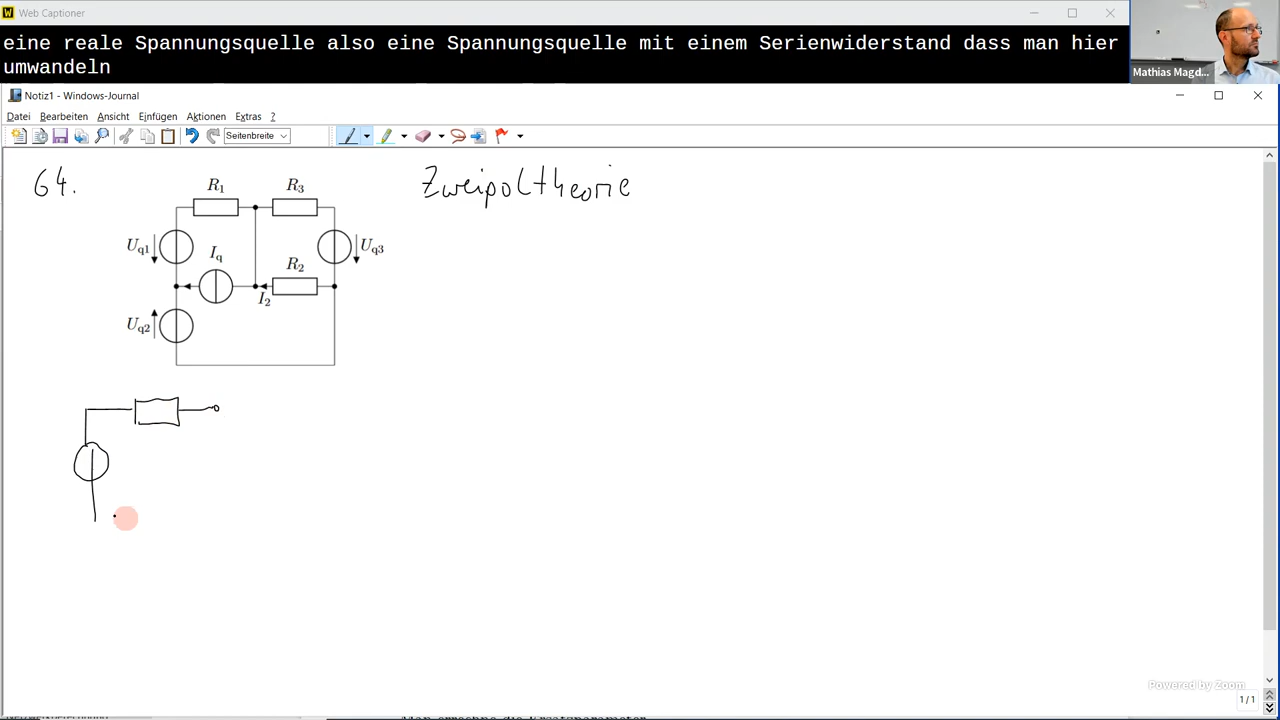 Web Captioner
eine reale Spannungsquelle also eine Spannungsquelle mit einem Serienwiderstand dass man hier
umwandeln
Mathias Magd...
Notiz1 - Windows-Journal
Datei Bearbeiten Ansicht Einfügen Aktionen Extras ?
Seitenbreite
64.
Zweipoltheorie
R1 R3
Uq1 Iq Uq3
R2
I2
Uq2
Powered by Zoom
1/1